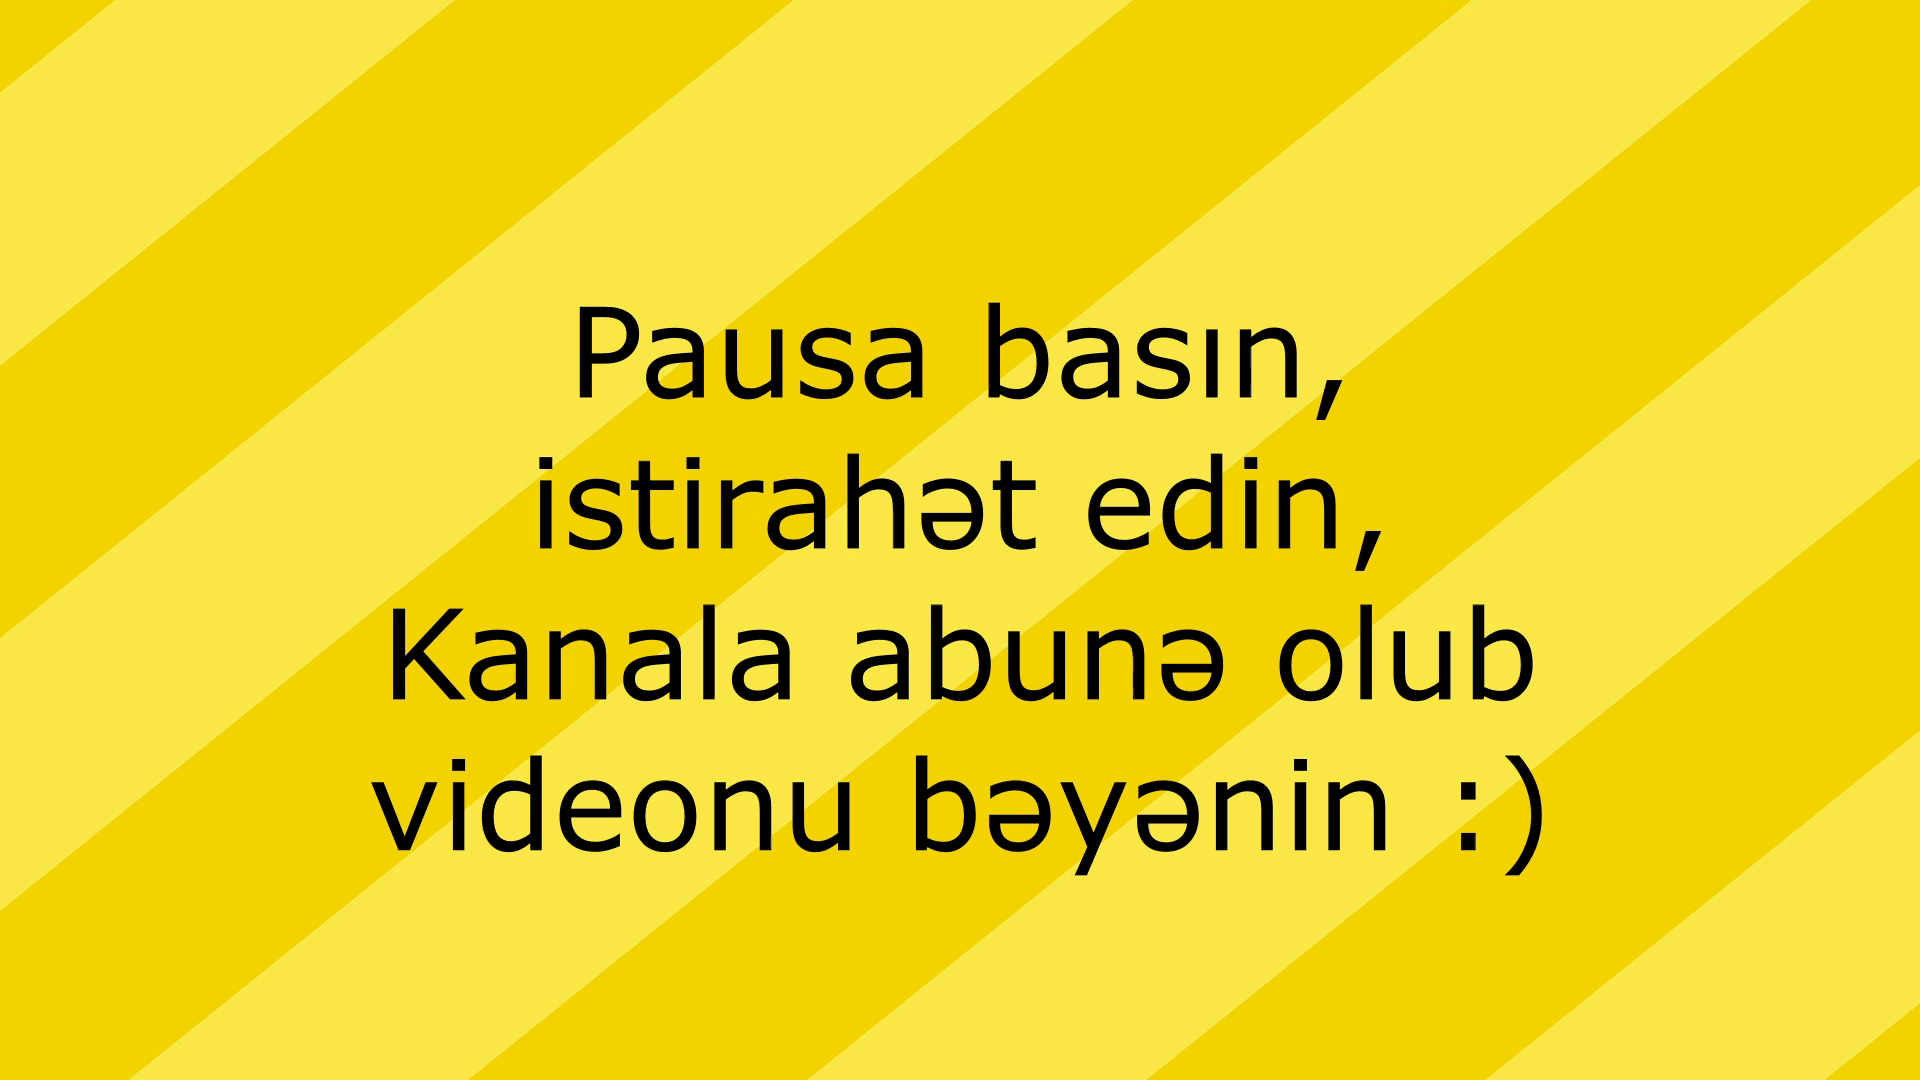 Pausa basın,
istirahət edin,
Kanala abunə olub
videonu bəyənin :)